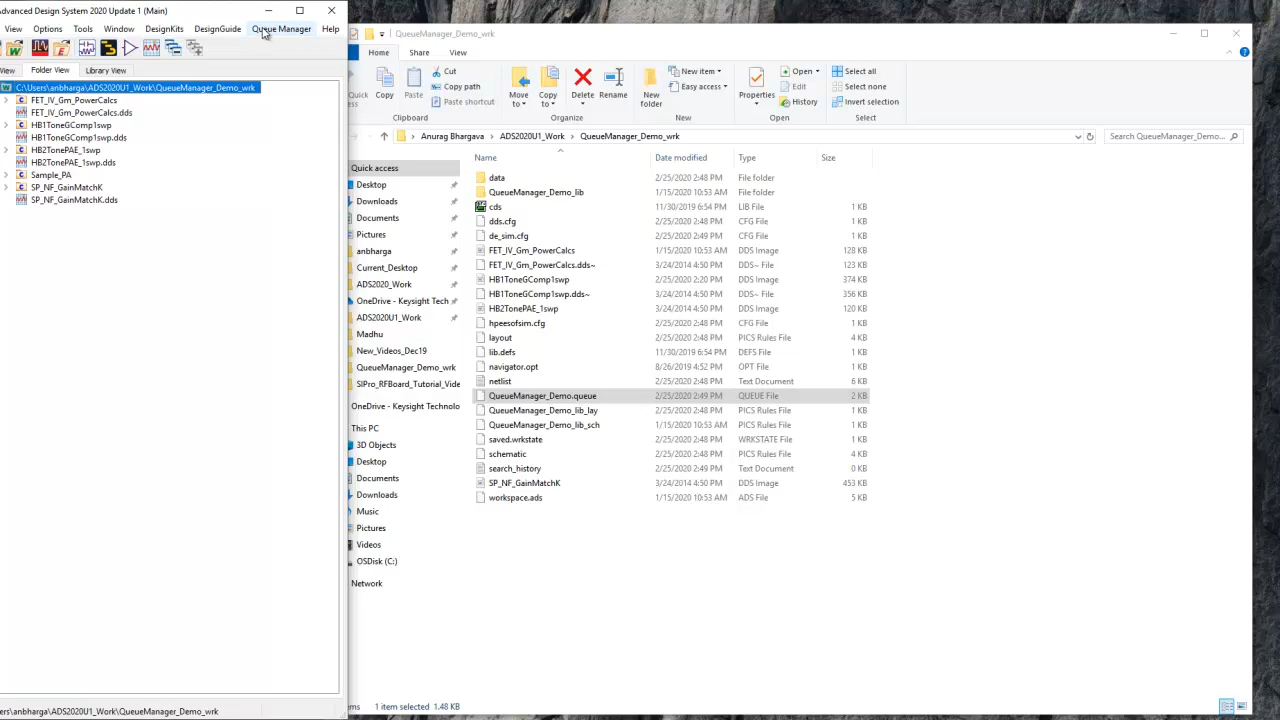 Advanced Design System 2020 Update 1 (Main)
View Options Tools Window DesignKits DesignGuide Queue Manager Help
View Folder View Library View
C:\Users\anbharga\ADS2020U1_Work\QueueManager_Demo_wrk
FET_IV_Gm_PowerCalcs
FET_IV_Gm_PowerCalcs.dds
HB1ToneGComp1swp
HB1ToneGComp1swp.dds
HB2TonePAE_1swp
HB2TonePAE_1swp.dds
Sample_PA
SP_NF_GainMatchK
SP_NF_GainMatchK.dds
ers\anbharga\ADS2020U1_Work\QueueManager_Demo_wrk
QueueManager_Demo_wrk
Home Share View
Quick
cess
Copy
Paste
Cut
Copy path
Paste shortcut
Clipboard
Move
to
Copy
to
Delete
Rename
Organize
New
folder
New item
Easy access
New
Properties
Open
Edit
History
Open
Select all
Select none
Invert selection
Select
Anurag Bhargava > ADS2020U1_Work > QueueManager_Demo_wrk
Search QueueManager_Demo...
Quick access
Desktop
Downloads
Documents
Pictures
anbharga
Current_Desktop
ADS2020_Work
OneDrive - Keysight Tech
ADS2020U1_Work
Madhu
New_Videos_Dec19
QueueManager_Demo_wrk
SIPro_RFBoard_Tutorial_Vide
OneDrive - Keysight Technolo
This PC
3D Objects
Desktop
Documents
Downloads
Music
Pictures
Videos
OSDisk (C:)
Network
Name Date modified Type Size
data 2/25/2020 2:48 PM File folder
QueueManager_Demo_lib 1/15/2020 10:53 AM File folder
cds 11/30/2019 6:54 PM LIB File 1 KB
dds.cfg 2/25/2020 2:48 PM CFG File 1 KB
de_sim.cfg 2/25/2020 2:49 PM CFG File 1 KB
FET_IV_Gm_PowerCalcs 1/15/2020 10:53 AM DDS Image 128 KB
FET_IV_Gm_PowerCalcs.dds~ 3/24/2014 4:50 PM DDS~ File 123 KB
HB1ToneGComp1swp 2/25/2020 2:20 PM DDS Image 374 KB
HB1ToneGComp1swp.dds~ 3/24/2014 4:50 PM DDS~ File 356 KB
HB2TonePAE_1swp 3/24/2014 4:50 PM DDS Image 120 KB
hpeesofsim.cfg 2/25/2020 2:48 PM CFG File 1 KB
layout 2/25/2020 2:48 PM PICS Rules File 4 KB
lib.defs 11/30/2019 6:54 PM DEFS File 1 KB
navigator.opt 8/26/2019 4:52 PM OPT File 1 KB
netlist 2/25/2020 2:48 PM Text Document 6 KB
QueueManager_Demo.queue 2/25/2020 2:49 PM QUEUE File 2 KB
QueueManager_Demo_lib_lay 2/25/2020 2:48 PM PICS Rules File 1 KB
QueueManager_Demo_lib_sch 1/15/2020 10:53 AM PICS Rules File 1 KB
saved.wrkstate 2/25/2020 2:48 PM WRKSTATE File 1 KB
schematic 2/25/2020 2:48 PM PICS Rules File 4 KB
search_history 2/25/2020 2:49 PM Text Document 0 KB
SP_NF_GainMatchK 3/24/2014 4:50 PM DDS Image 453 KB
workspace.ads 1/15/2020 10:53 AM ADS File 5 KB
ms 1 item selected 1.48 KB